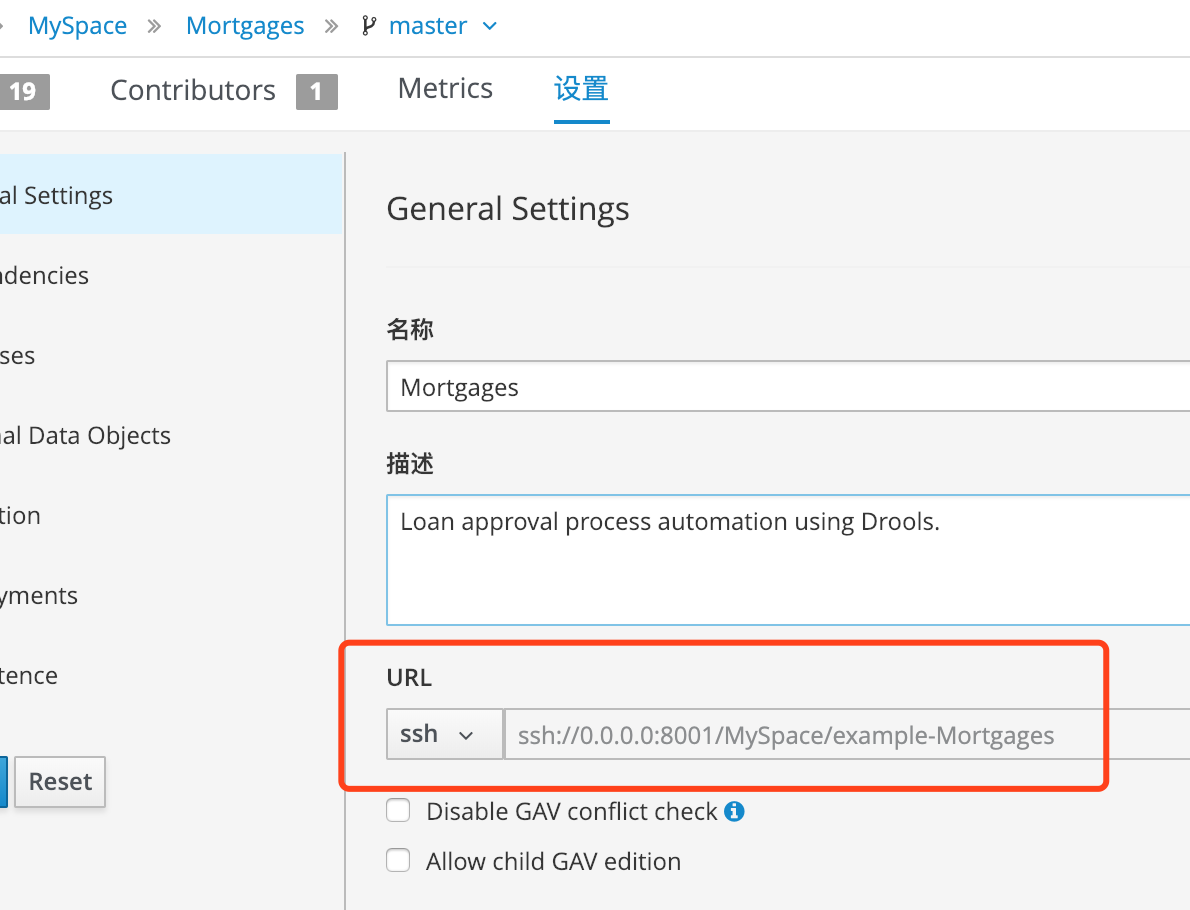 MySpace » Mortgages » master
19 Contributors 1 Metrics 设置
al Settings
ndencies
ses
nal Data Objects
tion
yments
tence
Reset
General Settings
名称
Mortgages
描述
Loan approval process automation using Drools.
URL
ssh ssh://0.0.0.0:8001/MySpace/example-Mortgages
Disable GAV conflict check
Allow child GAV edition